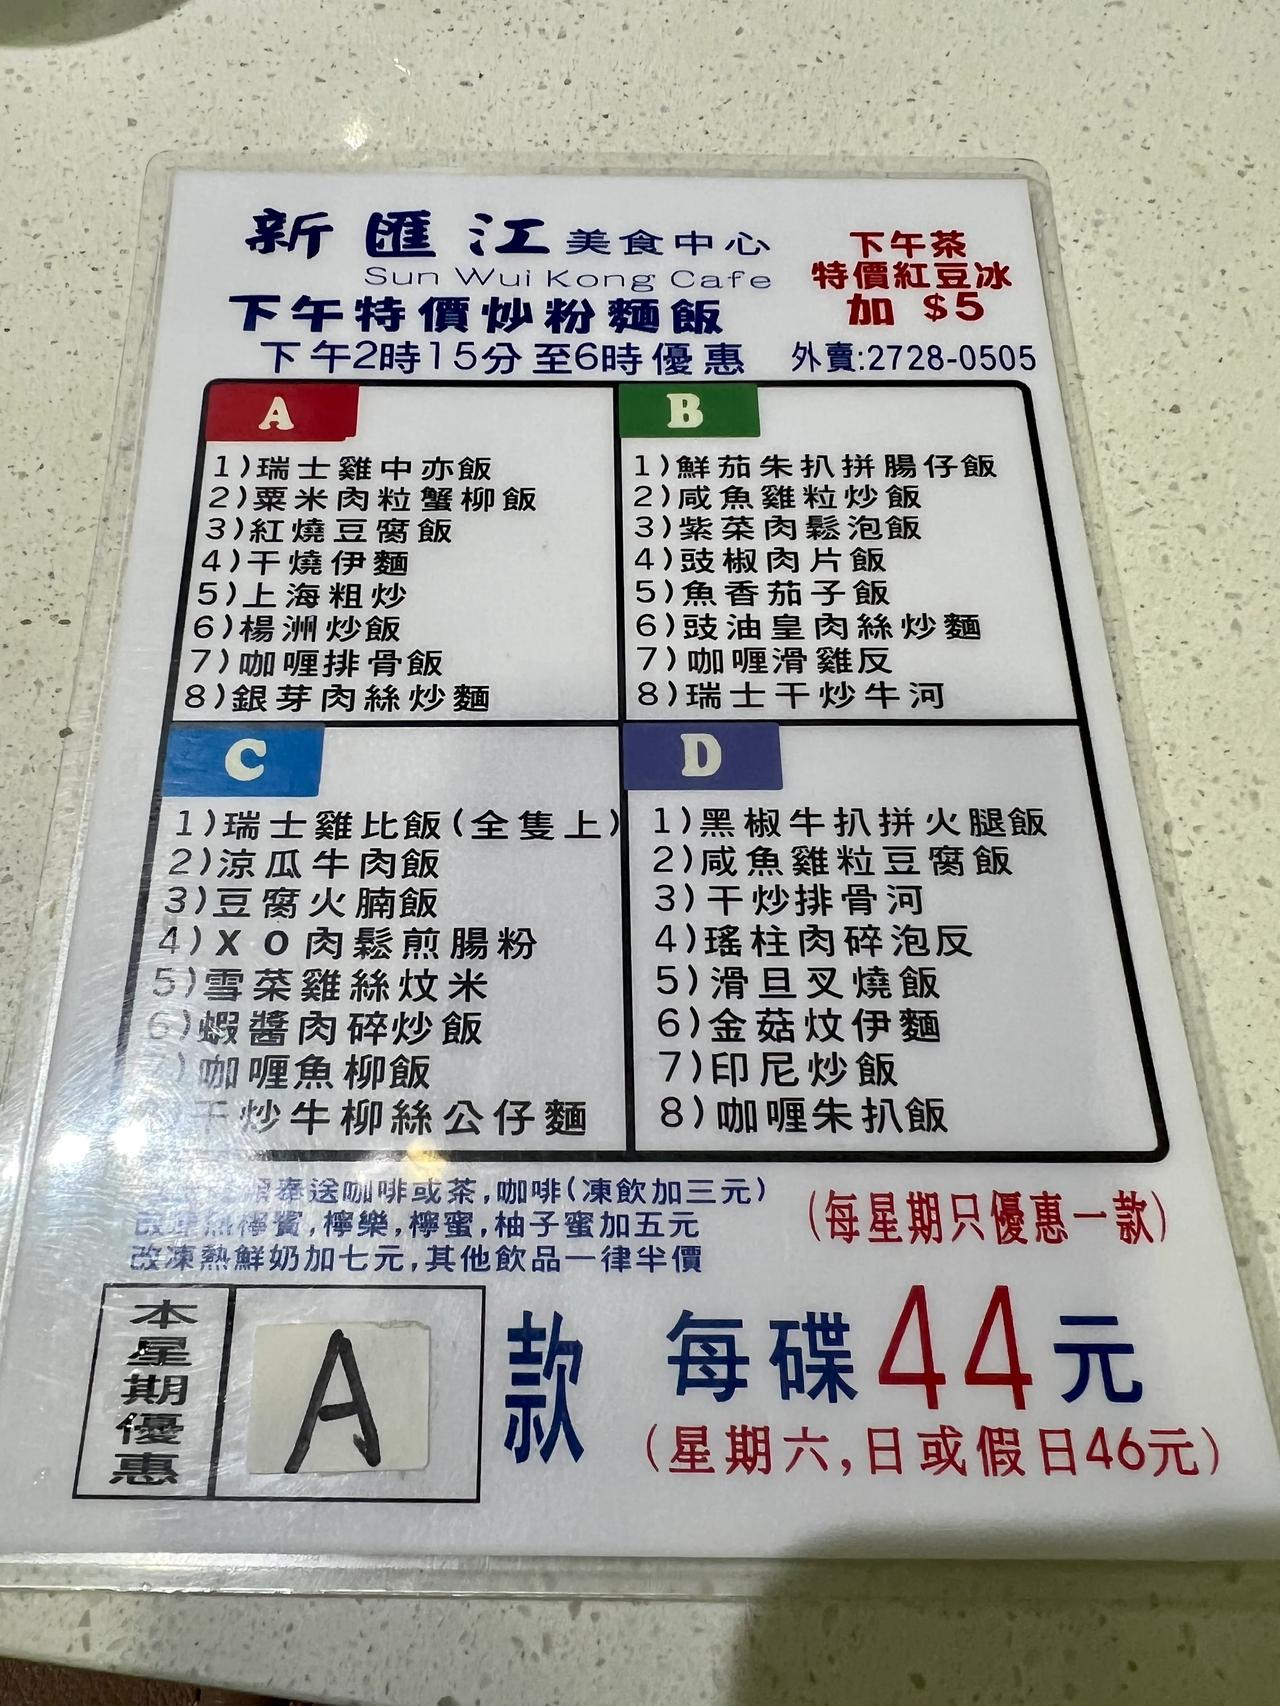 新匯江美食中心
Sun Wui Kong Cafe
下午特價炒粉麵飯
下午2時15分至6時優惠
下午茶
特價紅豆冰
加 $5
外賣:2728-0505
A
1)瑞士雞中亦飯
2)粟米肉粒蟹柳飯
3)紅燒豆腐飯
4)干燒伊麵
5)上海粗炒
6)楊洲炒飯
7)咖喱排骨飯
8)銀芽肉絲炒麵
B
1)鮮茄朱扒拼腸仔飯
2)咸魚雞粒炒飯
3)紫菜肉鬆泡飯
4)豉椒肉片飯
5)魚香茄子飯
6)豉油皇肉絲炒麵
7)咖喱滑雞反
8)瑞士干炒牛河
C
1)瑞士雞比飯(全隻上)
2)涼瓜牛肉飯
3)豆腐火腩飯
4)X O肉鬆煎腸粉
5)雪菜雞絲炆米
6)蝦醬肉碎炒飯
)咖喱魚柳飯
干炒牛柳絲公仔麵
D
1)黑椒牛扒拼火腿飯
2)咸魚雞粒豆腐飯
3)干炒排骨河
4)瑤柱肉碎泡反
5)滑旦叉燒飯
6)金菇炆伊麵
7)印尼炒飯
8)咖喱朱扒飯
奉送咖啡或茶,咖啡(凍飲加三元)
改凍熱檸賓,檸樂,檸蜜,柚子蜜加五元
改凍熱鮮奶加七元,其他飲品一律半價
(每星期只優惠一款)
本星期優惠
A
款
每碟44元
(星期六,日或假日46元)